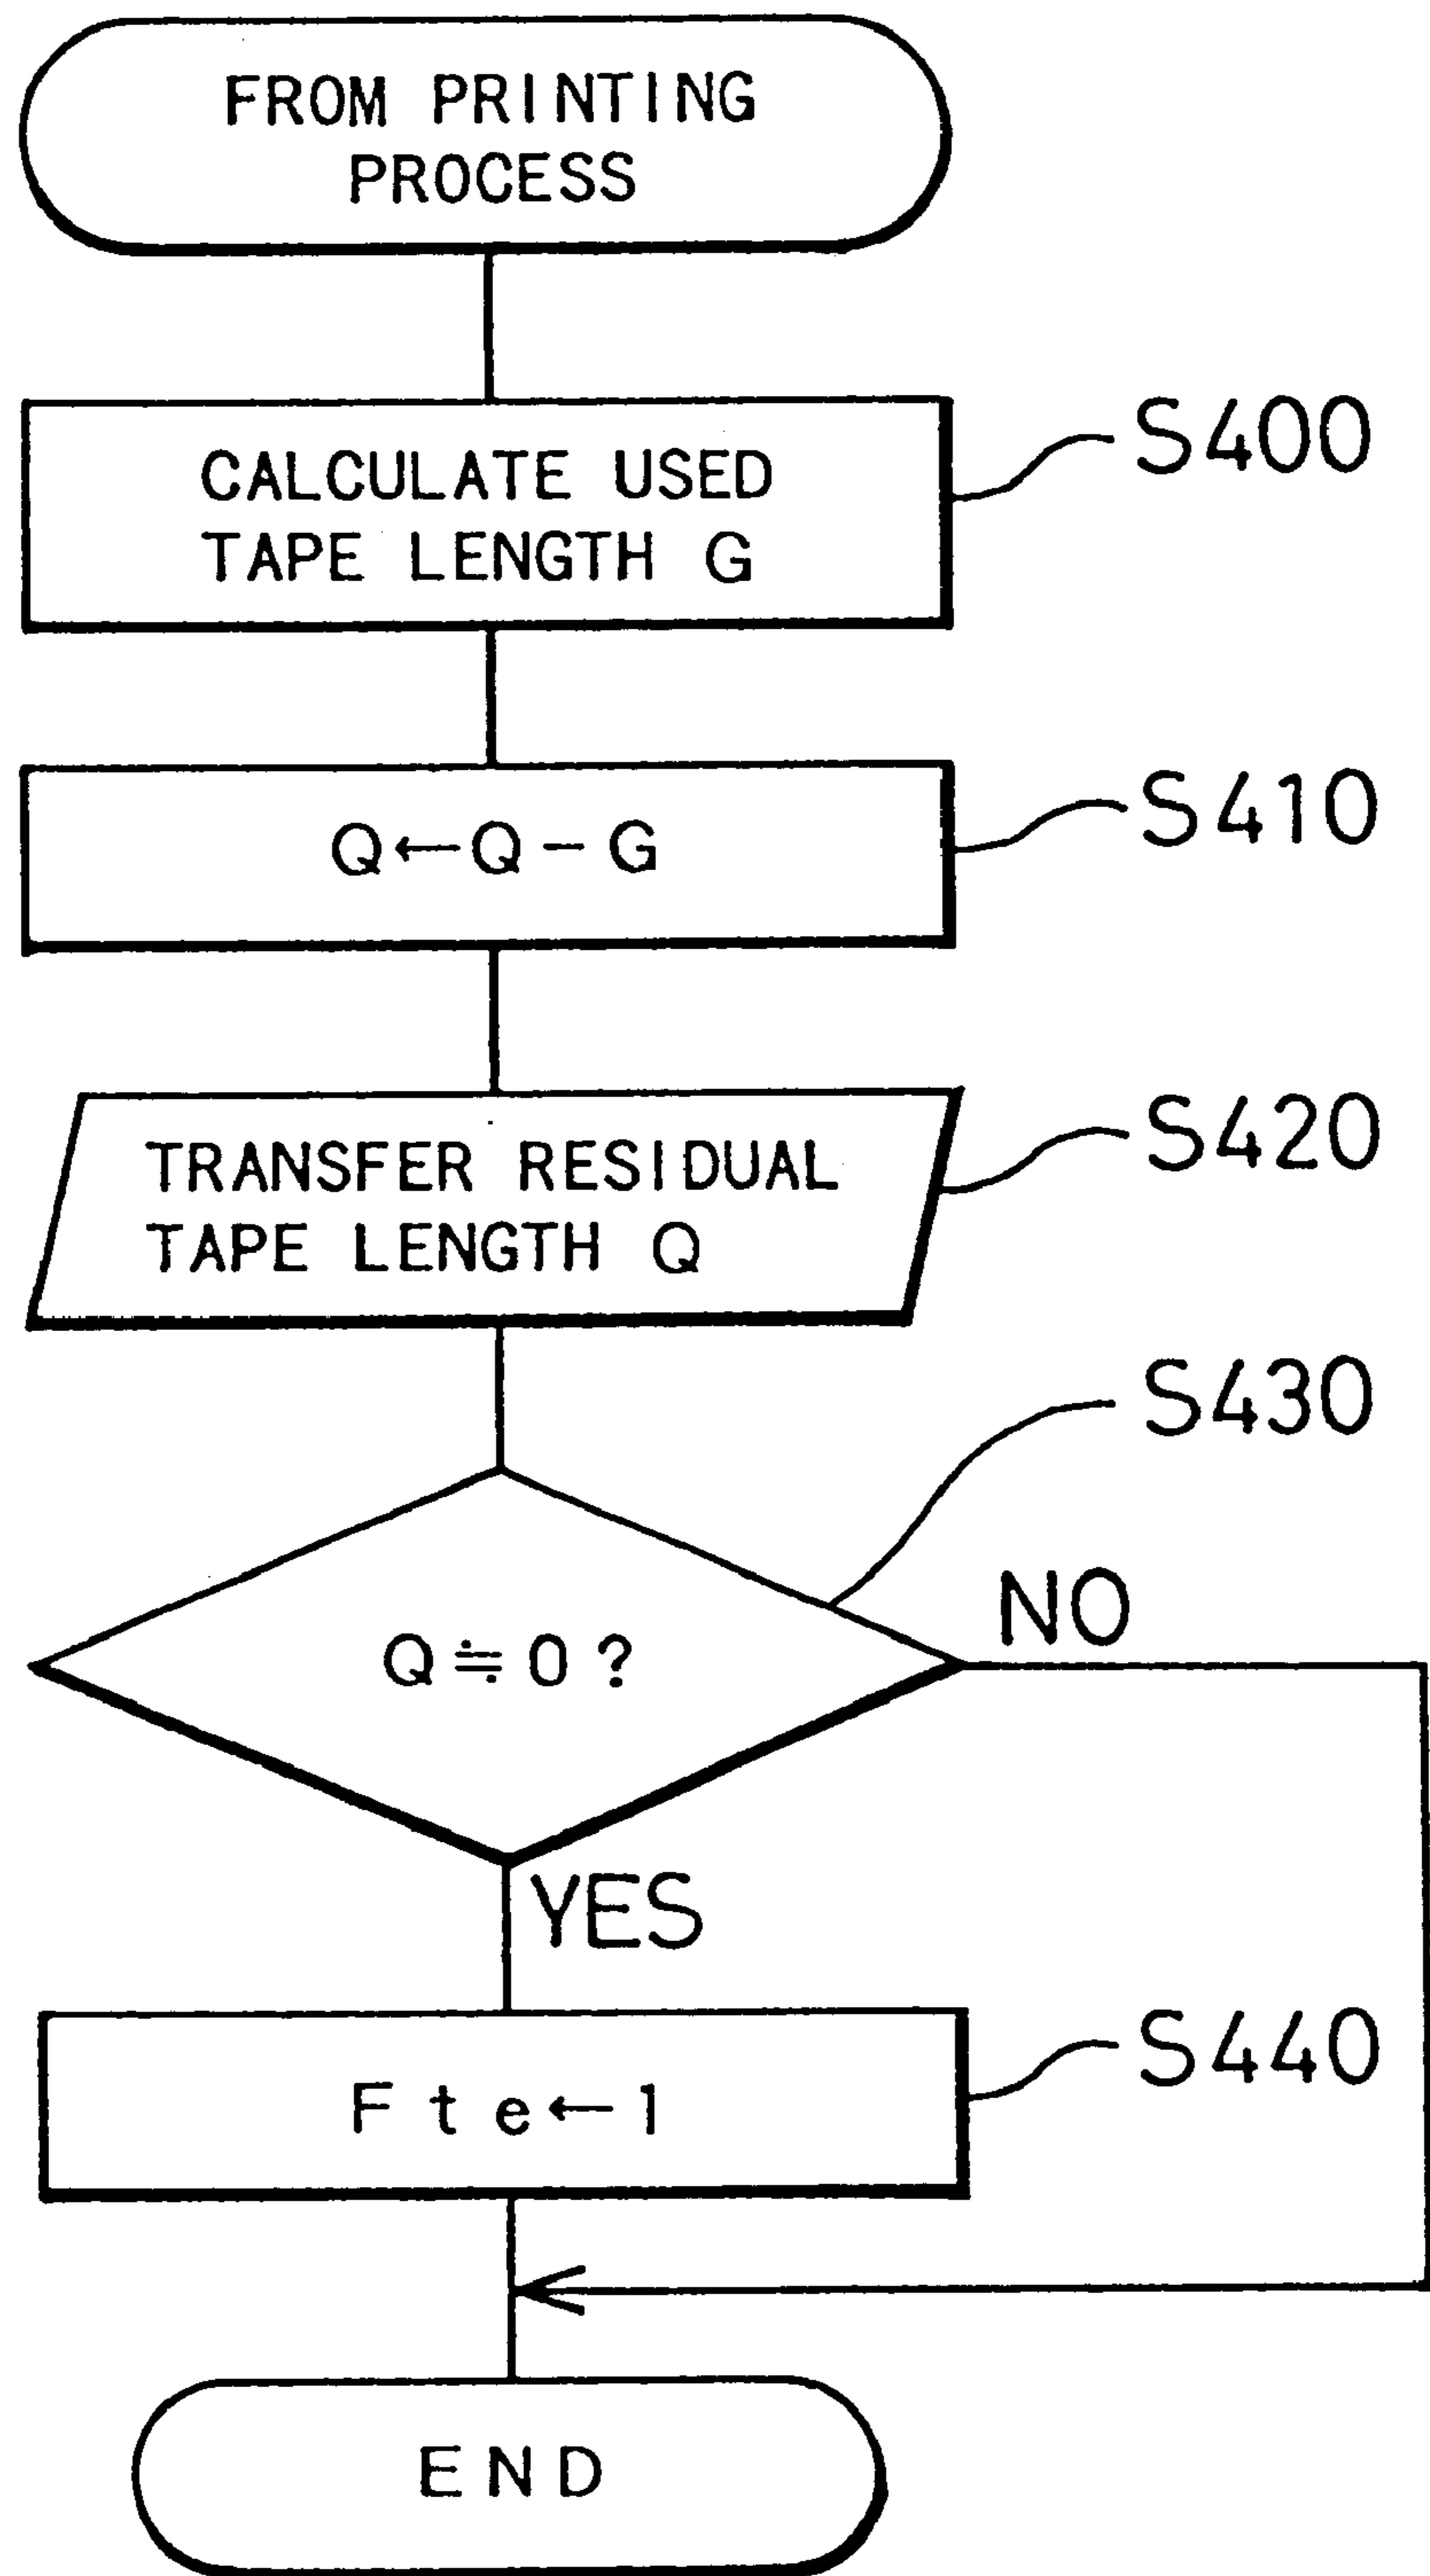 FROM PRINTING
PROCESS
CALCULATE USED
TAPE LENGTH G
S400
Q←Q-G
S410
TRANSFER RESIDUAL
TAPE LENGTH Q
S420
S430
Q≒0?
NO
YES
Fte←1
S440
END